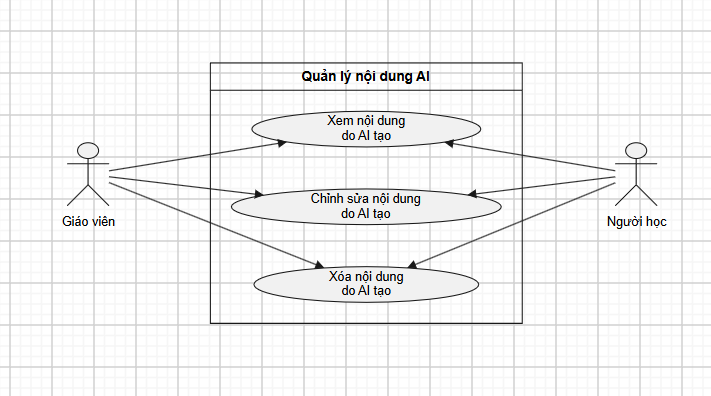 Quản lý nội dung AI
Xem nội dung
do AI tạo
Chỉnh sửa nội dung
do AI tạo
Giáo viên
Người học
Xóa nội dung
do AI tạo